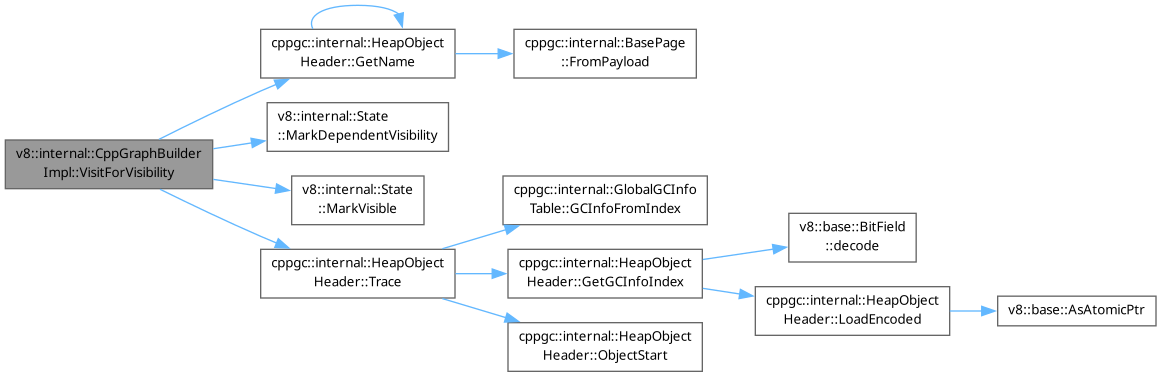 v8::internal::CppGraphBuilder
Impl::VisitForVisibility
cppgc::internal::HeapObject
Header::GetName
cppgc::internal::BasePage
::FromPayload
v8::internal::State
::MarkDependentVisibility
v8::internal::State
::MarkVisible
cppgc::internal::HeapObject
Header::Trace
cppgc::internal::GlobalGCInfo
Table::GCInfoFromIndex
cppgc::internal::HeapObject
Header::GetGCInfoIndex
cppgc::internal::HeapObject
Header::ObjectStart
v8::base::BitField
::decode
cppgc::internal::HeapObject
Header::LoadEncoded
v8::base::AsAtomicPtr